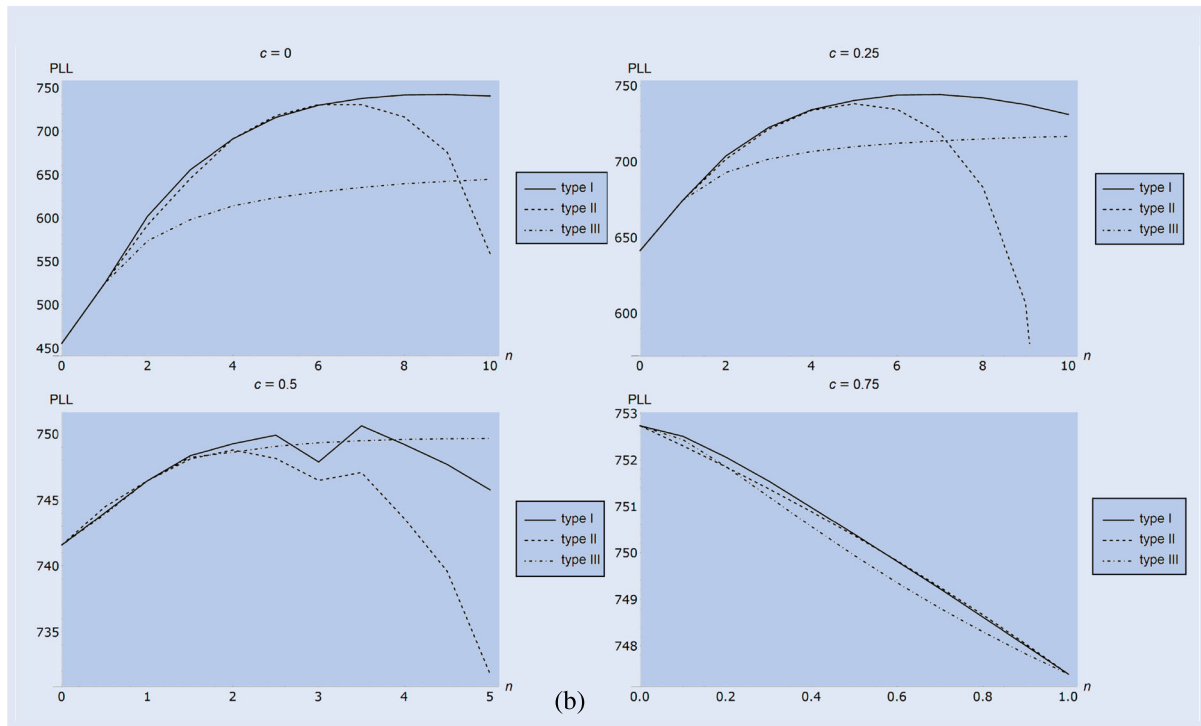 c = 0
PLL
750
700
650
600
550
500
450
0 2 4 6 8 10 n
type I
type II
type III
c = 0.25
PLL
750
700
650
600
0 2 4 6 8 10 n
type I
type II
type III
c = 0.5
PLL
750
745
740
735
0 1 2 3 4 5 n
type I
type II
type III
c = 0.75
PLL
753
752
751
750
749
748
0.0 0.2 0.4 0.6 0.8 1.0 n
type I
type II
type III
(b)